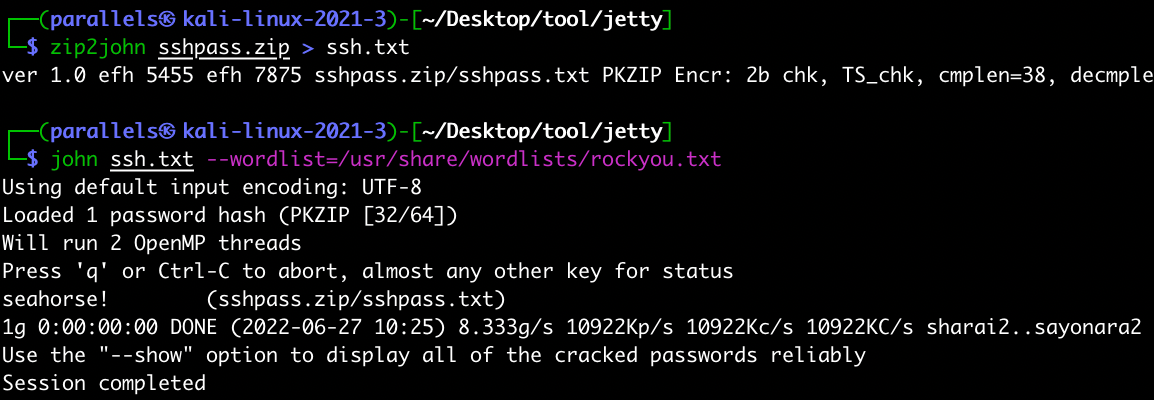 ┌──(parallels㉿kali-linux-2021-3)-[~/Desktop/tool/jetty]
└─$ zip2john sshpass.zip > ssh.txt
ver 1.0 efh 5455 efh 7875 sshpass.zip/sshpass.txt PKZIP Encr: 2b chk, TS_chk, cmplen=38, decmple
┌──(parallels㉿kali-linux-2021-3)-[~/Desktop/tool/jetty]
└─$ john ssh.txt --wordlist=/usr/share/wordlists/rockyou.txt
Using default input encoding: UTF-8
Loaded 1 password hash (PKZIP [32/64])
Will run 2 OpenMP threads
Press 'q' or Ctrl-C to abort, almost any other key for status
seahorse!        (sshpass.zip/sshpass.txt)
1g 0:00:00:00 DONE (2022-06-27 10:25) 8.333g/s 10922Kp/s 10922Kc/s 10922KC/s sharai2..sayonara2
Use the "--show" option to display all of the cracked passwords reliably
Session completed